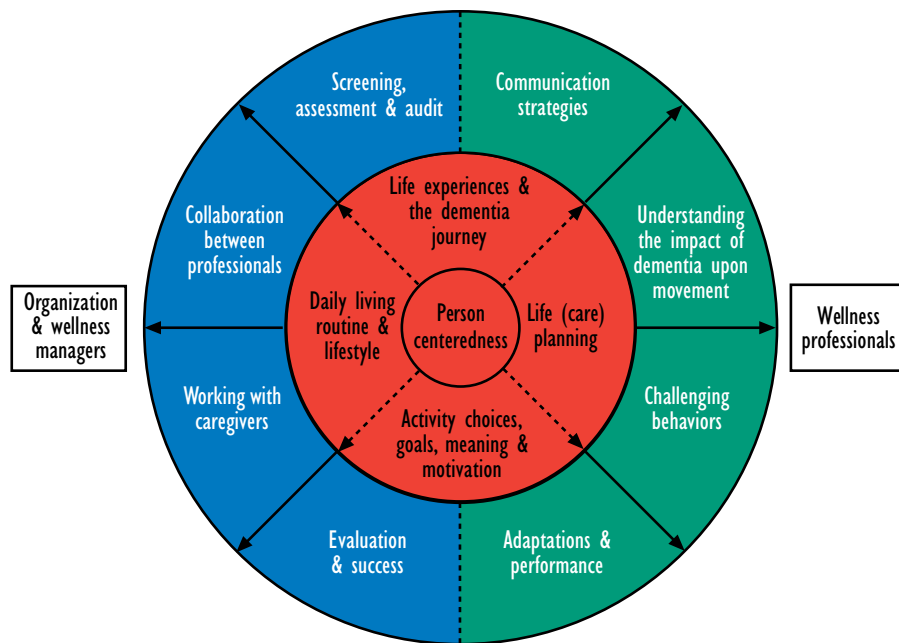 Screening,
assessment & audit
Communication
strategies
Collaboration
between
professionals
Life experiences &
the dementia
journey
Understanding
the impact of
dementia upon
movement
Organization
& wellness
managers
Daily living
routine &
lifestyle
Person
centeredness
Life (care)
planning
Wellness
professionals
Working with
caregivers
Activity choices,
goals, meaning &
motivation
Challenging
behaviors
Evaluation
& success
Adaptations &
performance